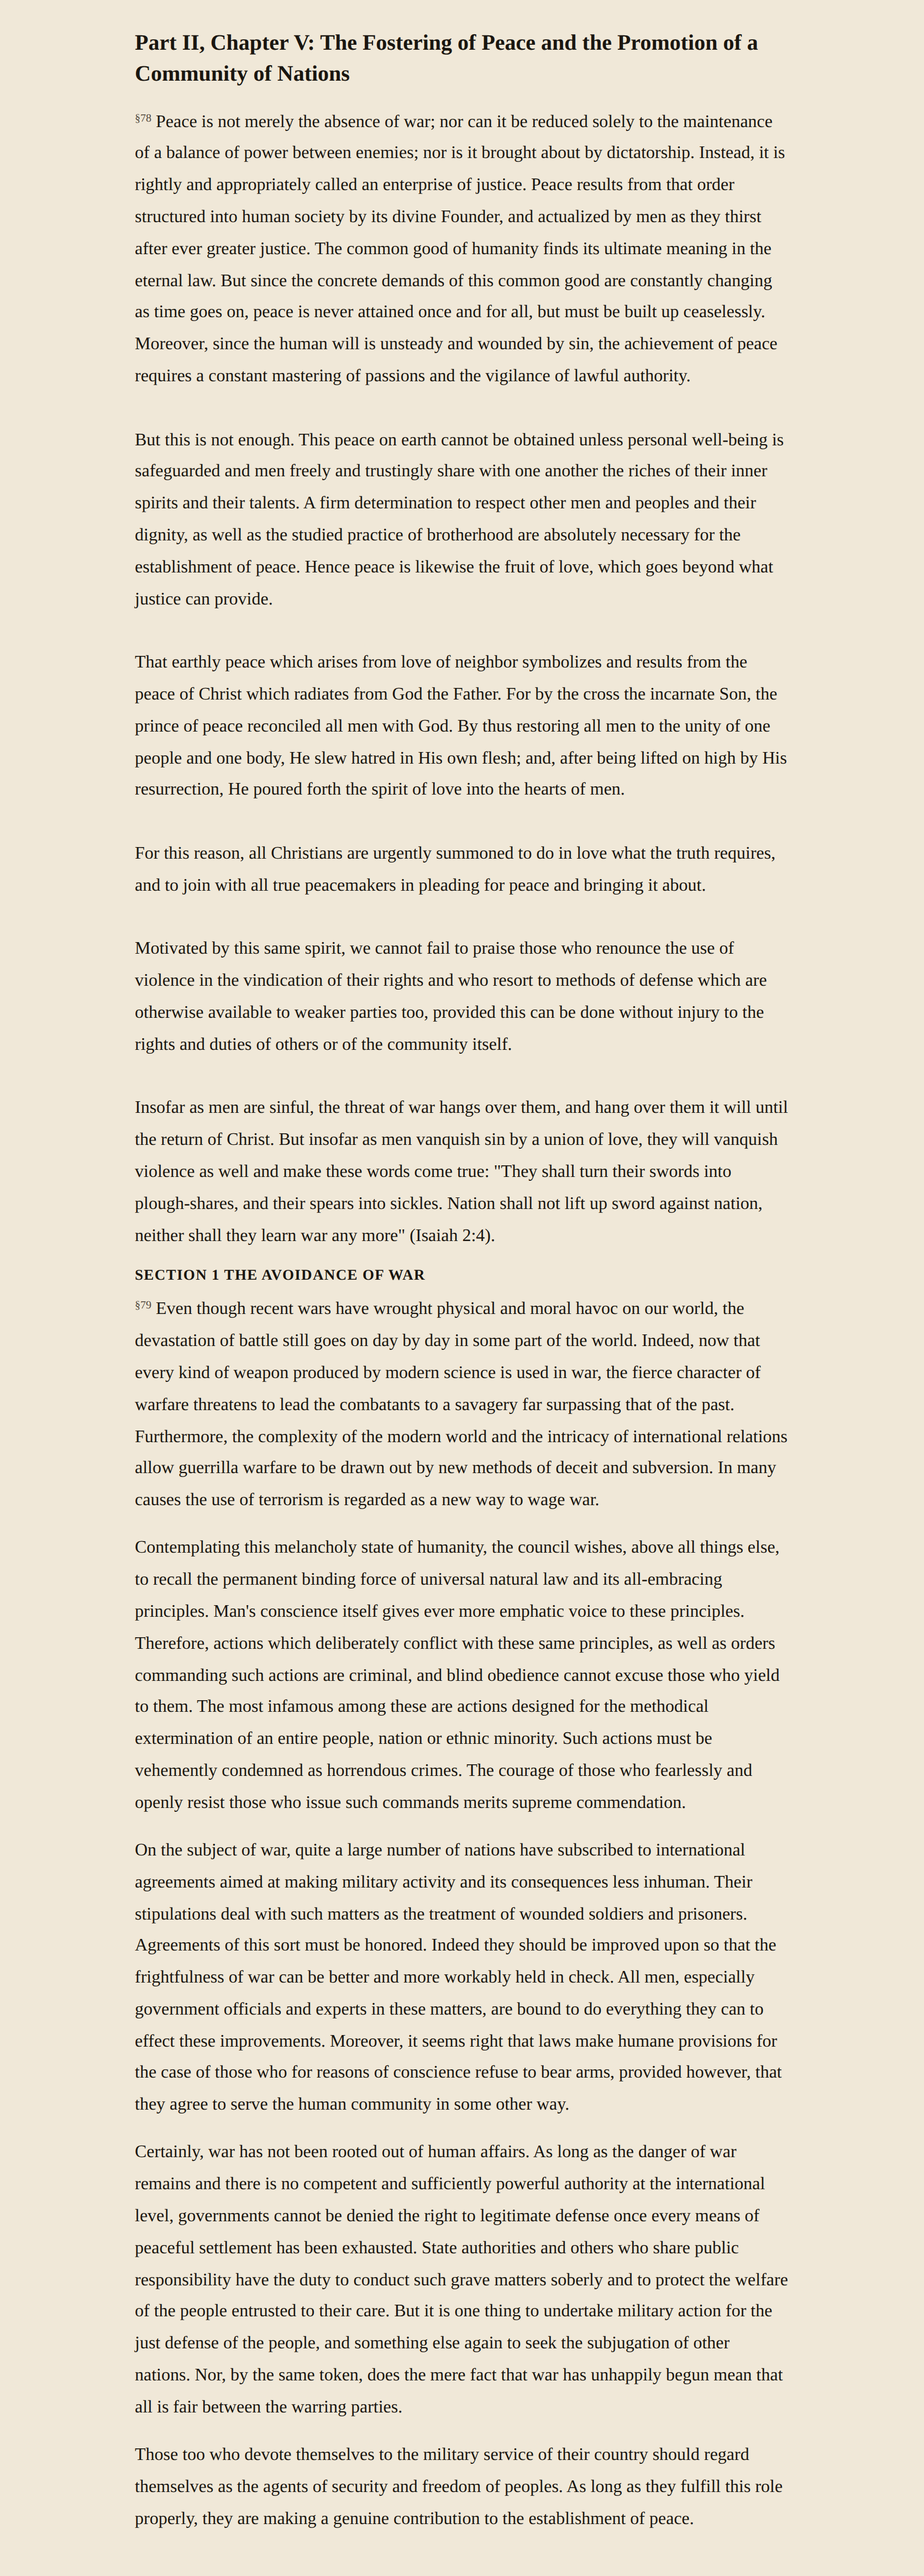 Part II, Chapter V: The Fostering of Peace and the Promotion of a
Community of Nations
§78 Peace is not merely the absence of war; nor can it be reduced solely to the maintenance
of a balance of power between enemies; nor is it brought about by dictatorship. Instead, it is
rightly and appropriately called an enterprise of justice. Peace results from that order
structured into human society by its divine Founder, and actualized by men as they thirst
after ever greater justice. The common good of humanity finds its ultimate meaning in the
eternal law. But since the concrete demands of this common good are constantly changing
as time goes on, peace is never attained once and for all, but must be built up ceaselessly.
Moreover, since the human will is unsteady and wounded by sin, the achievement of peace
requires a constant mastering of passions and the vigilance of lawful authority.
But this is not enough. This peace on earth cannot be obtained unless personal well-being is
safeguarded and men freely and trustingly share with one another the riches of their inner
spirits and their talents. A firm determination to respect other men and peoples and their
dignity, as well as the studied practice of brotherhood are absolutely necessary for the
establishment of peace. Hence peace is likewise the fruit of love, which goes beyond what
justice can provide.
That earthly peace which arises from love of neighbor symbolizes and results from the
peace of Christ which radiates from God the Father. For by the cross the incarnate Son, the
prince of peace reconciled all men with God. By thus restoring all men to the unity of one
people and one body, He slew hatred in His own flesh; and, after being lifted on high by His
resurrection, He poured forth the spirit of love into the hearts of men.
For this reason, all Christians are urgently summoned to do in love what the truth requires,
and to join with all true peacemakers in pleading for peace and bringing it about.
Motivated by this same spirit, we cannot fail to praise those who renounce the use of
violence in the vindication of their rights and who resort to methods of defense which are
otherwise available to weaker parties too, provided this can be done without injury to the
rights and duties of others or of the community itself.
Insofar as men are sinful, the threat of war hangs over them, and hang over them it will until
the return of Christ. But insofar as men vanquish sin by a union of love, they will vanquish
violence as well and make these words come true: "They shall turn their swords into
plough-shares, and their spears into sickles. Nation shall not lift up sword against nation,
neither shall they learn war any more" (Isaiah 2:4).
SECTION 1 THE AVOIDANCE OF WAR
§79 Even though recent wars have wrought physical and moral havoc on our world, the
devastation of battle still goes on day by day in some part of the world. Indeed, now that
every kind of weapon produced by modern science is used in war, the fierce character of
warfare threatens to lead the combatants to a savagery far surpassing that of the past.
Furthermore, the complexity of the modern world and the intricacy of international relations
allow guerrilla warfare to be drawn out by new methods of deceit and subversion. In many
causes the use of terrorism is regarded as a new way to wage war.
Contemplating this melancholy state of humanity, the council wishes, above all things else,
to recall the permanent binding force of universal natural law and its all-embracing
principles. Man's conscience itself gives ever more emphatic voice to these principles.
Therefore, actions which deliberately conflict with these same principles, as well as orders
commanding such actions are criminal, and blind obedience cannot excuse those who yield
to them. The most infamous among these are actions designed for the methodical
extermination of an entire people, nation or ethnic minority. Such actions must be
vehemently condemned as horrendous crimes. The courage of those who fearlessly and
openly resist those who issue such commands merits supreme commendation.
On the subject of war, quite a large number of nations have subscribed to international
agreements aimed at making military activity and its consequences less inhuman. Their
stipulations deal with such matters as the treatment of wounded soldiers and prisoners.
Agreements of this sort must be honored. Indeed they should be improved upon so that the
frightfulness of war can be better and more workably held in check. All men, especially
government officials and experts in these matters, are bound to do everything they can to
effect these improvements. Moreover, it seems right that laws make humane provisions for
the case of those who for reasons of conscience refuse to bear arms, provided however, that
they agree to serve the human community in some other way.
Certainly, war has not been rooted out of human affairs. As long as the danger of war
remains and there is no competent and sufficiently powerful authority at the international
level, governments cannot be denied the right to legitimate defense once every means of
peaceful settlement has been exhausted. State authorities and others who share public
responsibility have the duty to conduct such grave matters soberly and to protect the welfare
of the people entrusted to their care. But it is one thing to undertake military action for the
just defense of the people, and something else again to seek the subjugation of other
nations. Nor, by the same token, does the mere fact that war has unhappily begun mean that
all is fair between the warring parties.
Those too who devote themselves to the military service of their country should regard
themselves as the agents of security and freedom of peoples. As long as they fulfill this role
properly, they are making a genuine contribution to the establishment of peace.